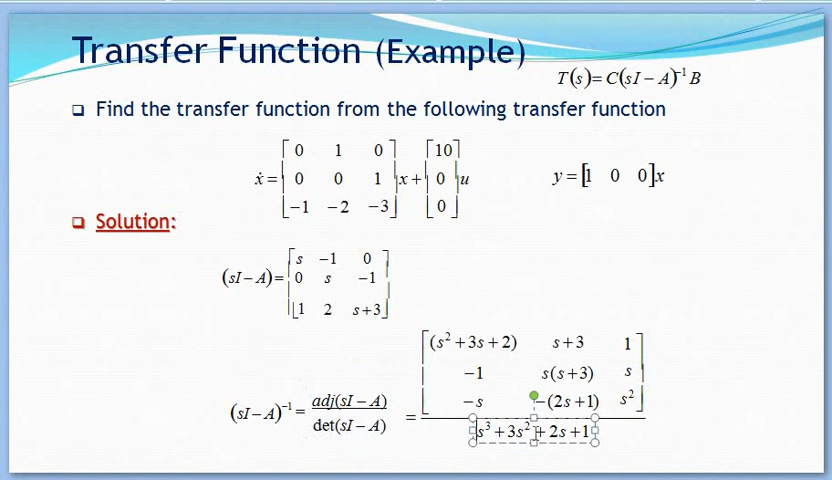 Transfer Function (Example)
T(s)= C(sI − A)⁻¹ B
❑ Find the transfer function from the following transfer function
ẋ = [0 1 0; 0 0 1; −1 −2 −3] x + [10; 0; 0] u
y = [1 0 0]x
❑ Solution:
(sI − A) = [s −1 0; 0 s −1; 1 2 s+3]
(sI − A)⁻¹ = adj(sI − A) / det(sI − A) = [(s² + 3s + 2) s + 3 1; −1 s(s + 3) s; −s −(2s + 1) s²] / s³ + 3s² + 2s + 1